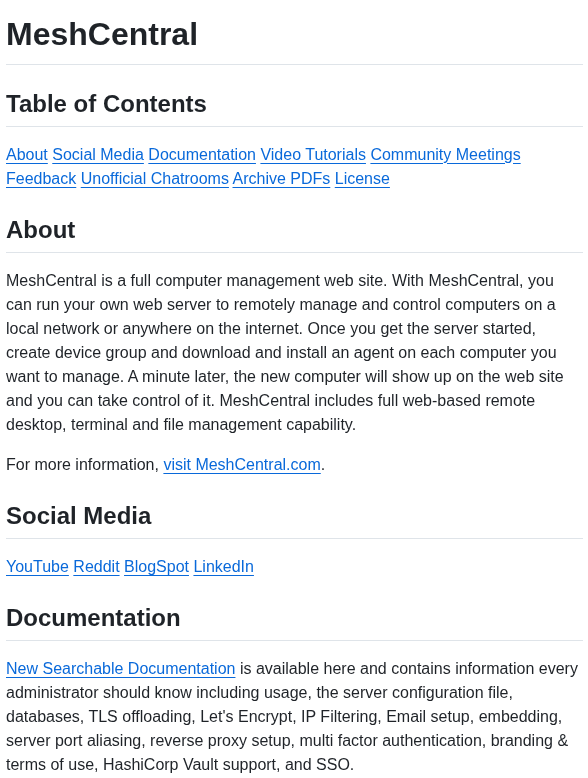 MeshCentral
Table of Contents
About Social Media Documentation Video Tutorials Community Meetings
Feedback Unofficial Chatrooms Archive PDFs License
About
MeshCentral is a full computer management web site. With MeshCentral, you
can run your own web server to remotely manage and control computers on a
local network or anywhere on the internet. Once you get the server started,
create device group and download and install an agent on each computer you
want to manage. A minute later, the new computer will show up on the web site
and you can take control of it. MeshCentral includes full web-based remote
desktop, terminal and file management capability.
For more information, visit MeshCentral.com.
Social Media
YouTube Reddit BlogSpot LinkedIn
Documentation
New Searchable Documentation is available here and contains information every
administrator should know including usage, the server configuration file,
databases, TLS offloading, Let's Encrypt, IP Filtering, Email setup, embedding,
server port aliasing, reverse proxy setup, multi factor authentication, branding &
terms of use, HashiCorp Vault support, and SSO.